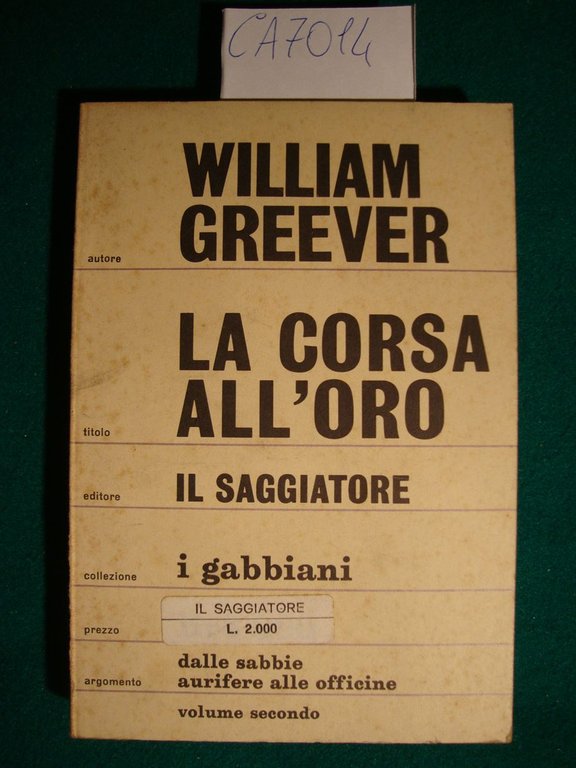 CA7014
WILLIAM
GREEVER
autore
LA CORSA
ALL'ORO
titolo
editore IL SAGGIATORE
collezione i gabbiani
IL SAGGIATORE
prezzo L. 2.000
dalle sabbie
argomento aurifere alle officine
volume secondo